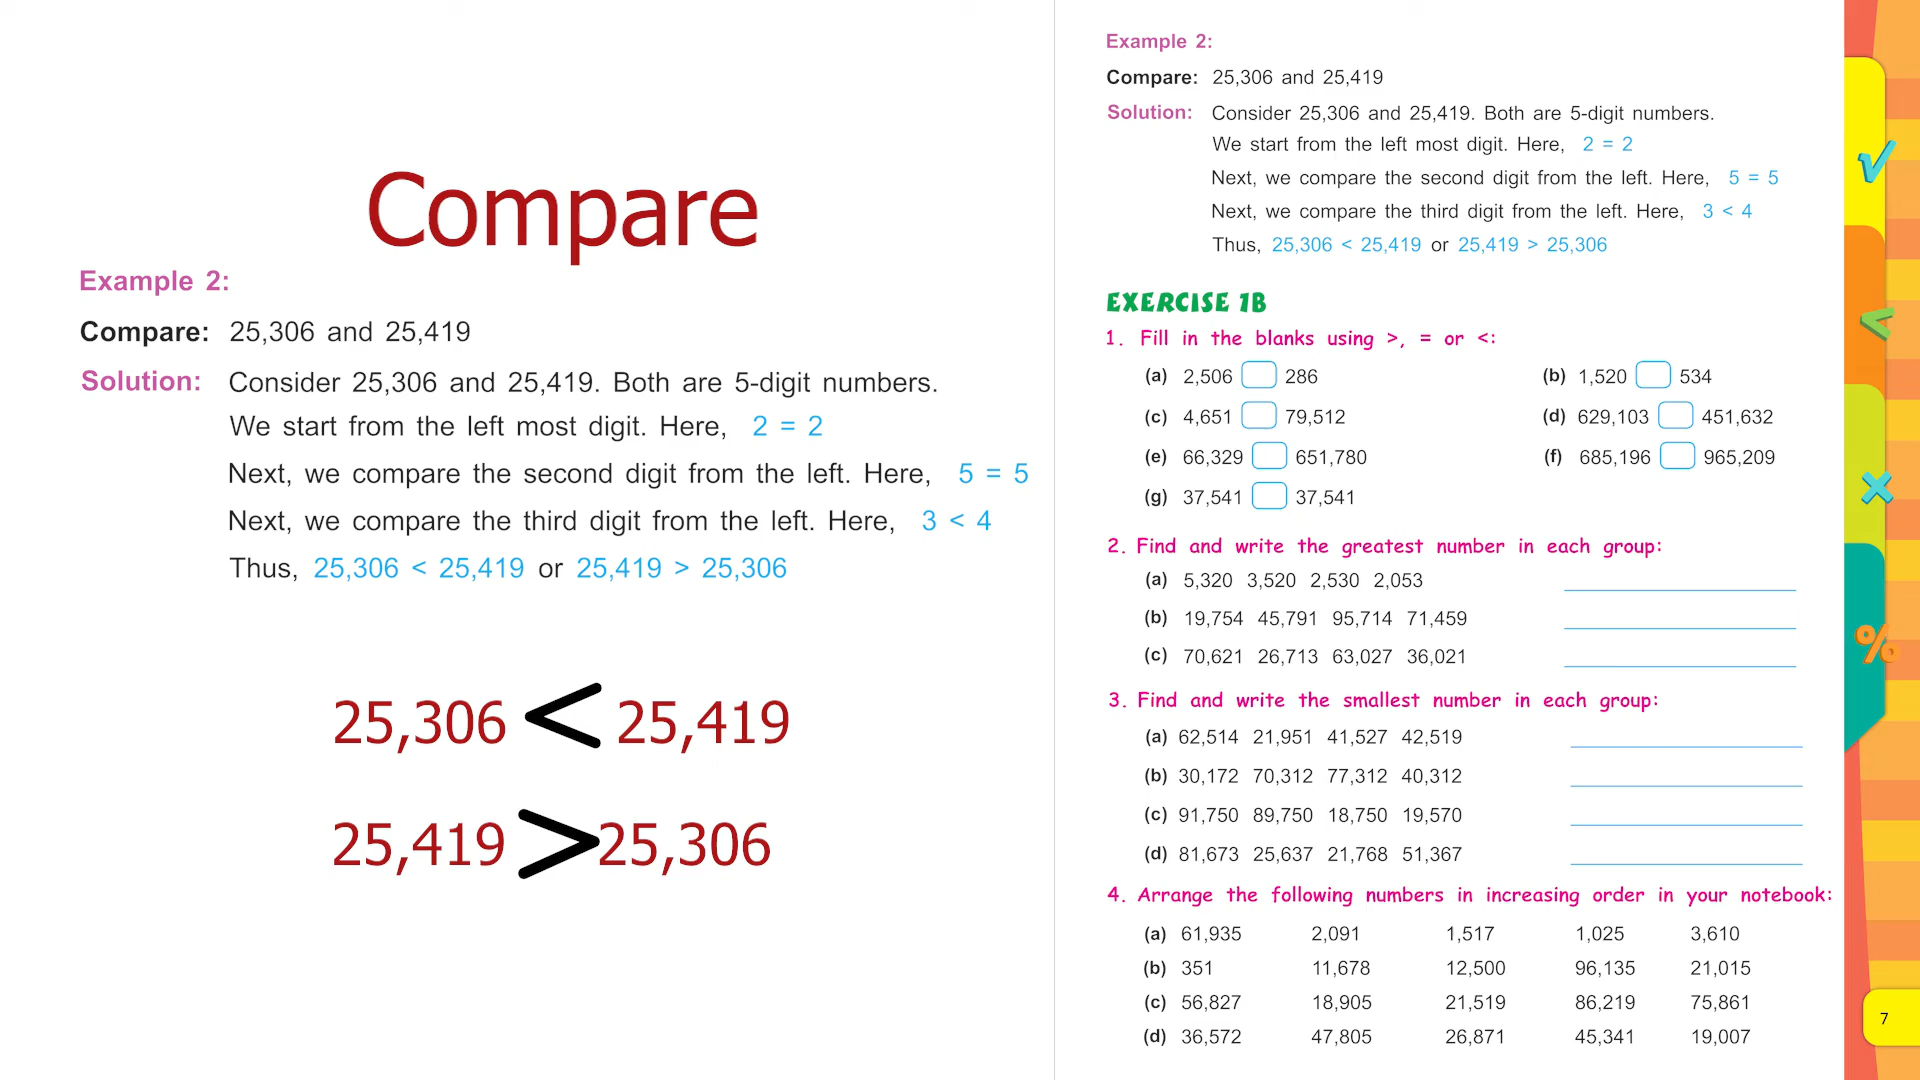 Compare
Example 2:
Compare: 25,306 and 25,419
Solution: Consider 25,306 and 25,419. Both are 5-digit numbers.
We start from the left most digit. Here, 2 = 2
Next, we compare the second digit from the left. Here, 5 = 5
Next, we compare the third digit from the left. Here, 3 < 4
Thus, 25,306 < 25,419 or 25,419 > 25,306
25,306 < 25,419
25,419 > 25,306
Example 2:
Compare: 25,306 and 25,419
Solution: Consider 25,306 and 25,419. Both are 5-digit numbers.
We start from the left most digit. Here, 2 = 2
Next, we compare the second digit from the left. Here, 5 = 5
Next, we compare the third digit from the left. Here, 3 < 4
Thus, 25,306 < 25,419 or 25,419 > 25,306
EXERCISE 1B
1. Fill in the blanks using >, = or <:
(a) 2,506 286 (b) 1,520 534
(c) 4,651 79,512 (d) 629,103 451,632
(e) 66,329 651,780 (f) 685,196 965,209
(g) 37,541 37,541
2. Find and write the greatest number in each group:
(a) 5,320 3,520 2,530 2,053
(b) 19,754 45,791 95,714 71,459
(c) 70,621 26,713 63,027 36,021
3. Find and write the smallest number in each group:
(a) 62,514 21,951 41,527 42,519
(b) 30,172 70,312 77,312 40,312
(c) 91,750 89,750 18,750 19,570
(d) 81,673 25,637 21,768 51,367
4. Arrange the following numbers in increasing order in your notebook:
(a) 61,935 2,091 1,517 1,025 3,610
(b) 351 11,678 12,500 96,135 21,015
(c) 56,827 18,905 21,519 86,219 75,861
(d) 36,572 47,805 26,871 45,341 19,007
√
<
×
%
7